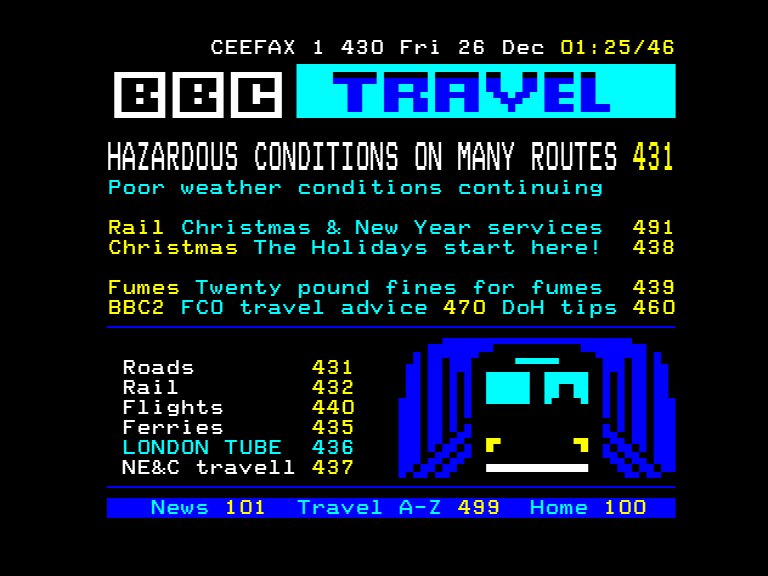 CEEFAX 1 430 Fri 26 Dec 01:25/46
BBC TRAVEL
HAZARDOUS CONDITIONS ON MANY ROUTES 431
Poor weather conditions continuing
Rail Christmas & New Year services 491
Christmas The Holidays start here! 438
Fumes Twenty pound fines for fumes 439
BBC2 FCO travel advice 470 DoH tips 460
Roads 431
Rail 432
Flights 440
Ferries 435
LONDON TUBE 436
NE&C travell 437
News 101 Travel A-Z 499 Home 100